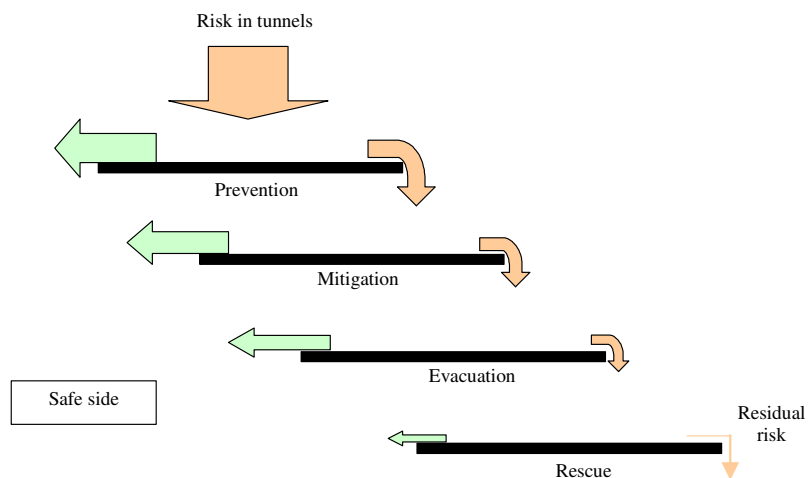 Risk in tunnels
Prevention
Mitigation
Evacuation
Safe side
Residual
risk
Rescue